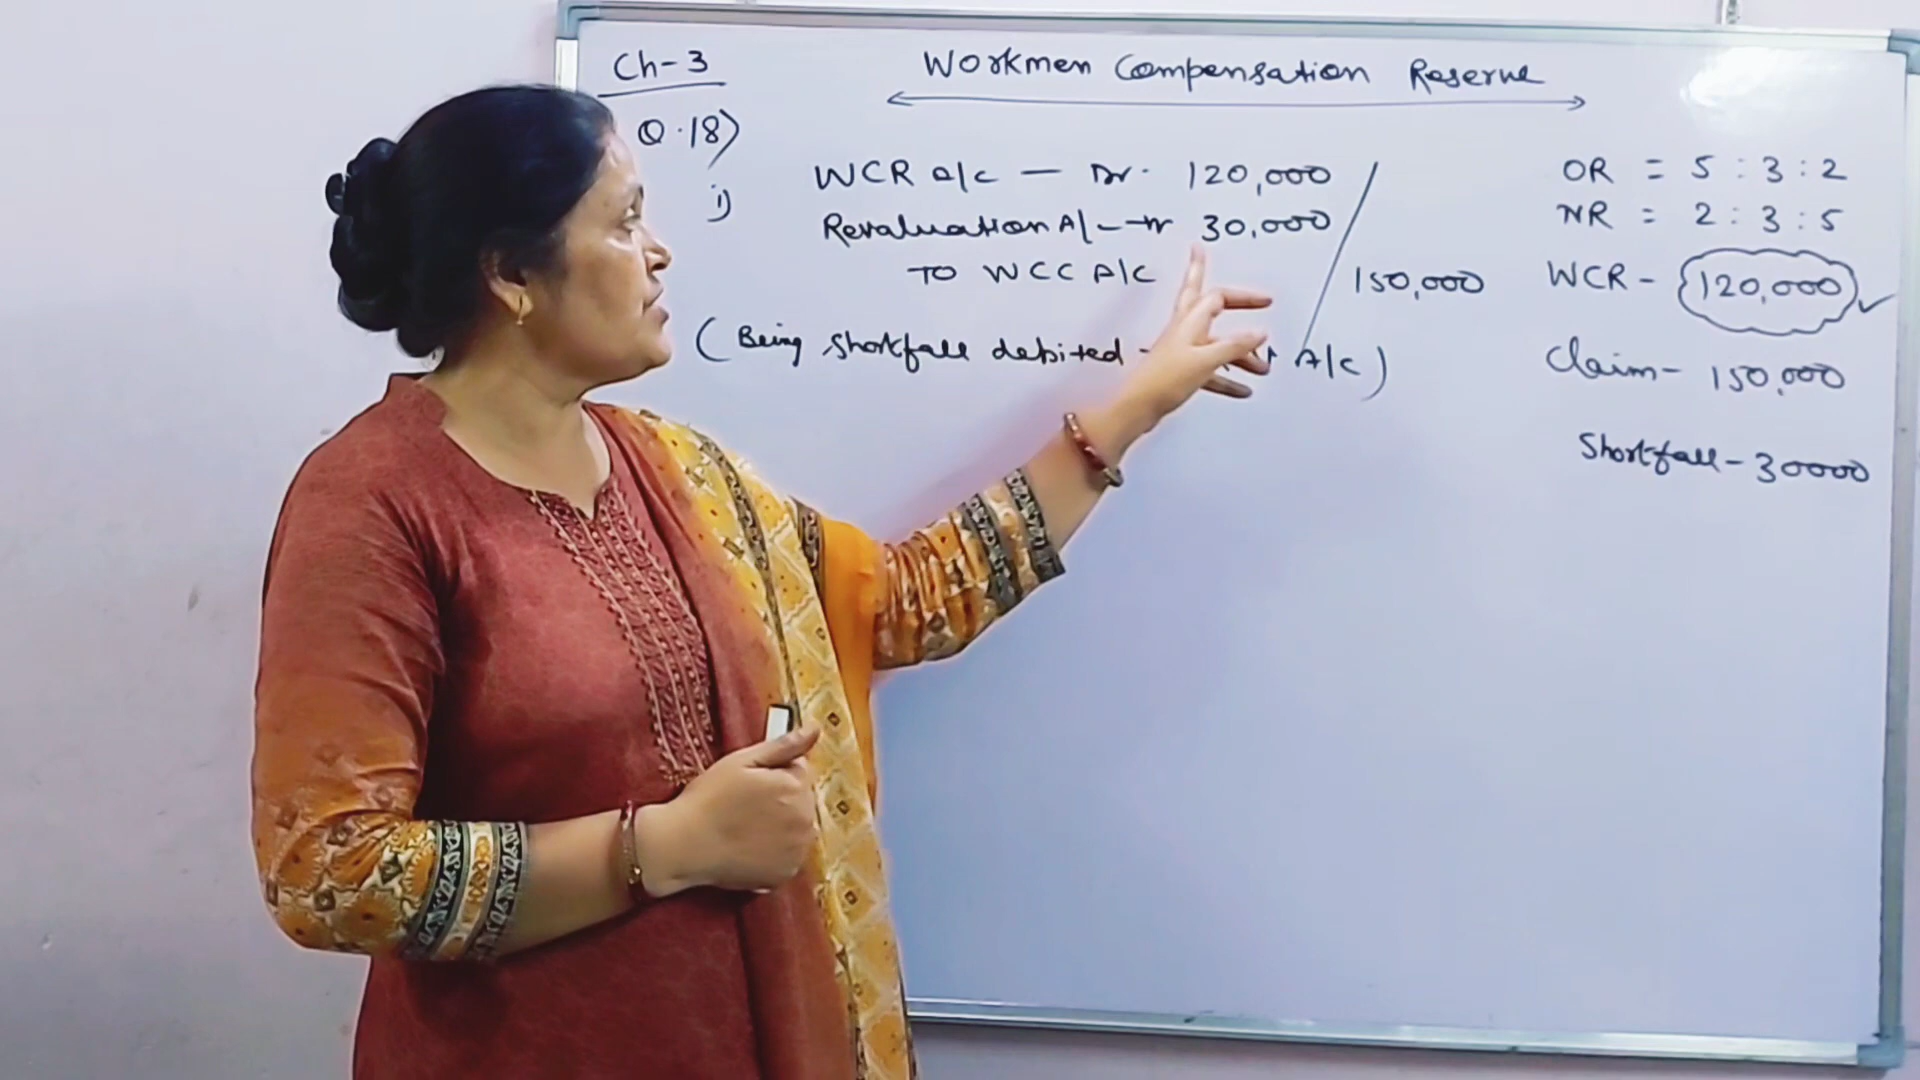 Ch-3
Workmen Compensation Reserve
Q.18)
i)
WCR a/c — Dr. 120,000
Revaluation A/ - Dr 30,000
TO WCC A/C 150,000
(Being shortfall debited A/c)
OR = 5 : 3 : 2
NR = 2 : 3 : 5
WCR - 120,000
Claim - 150,000
Shortfall - 30000